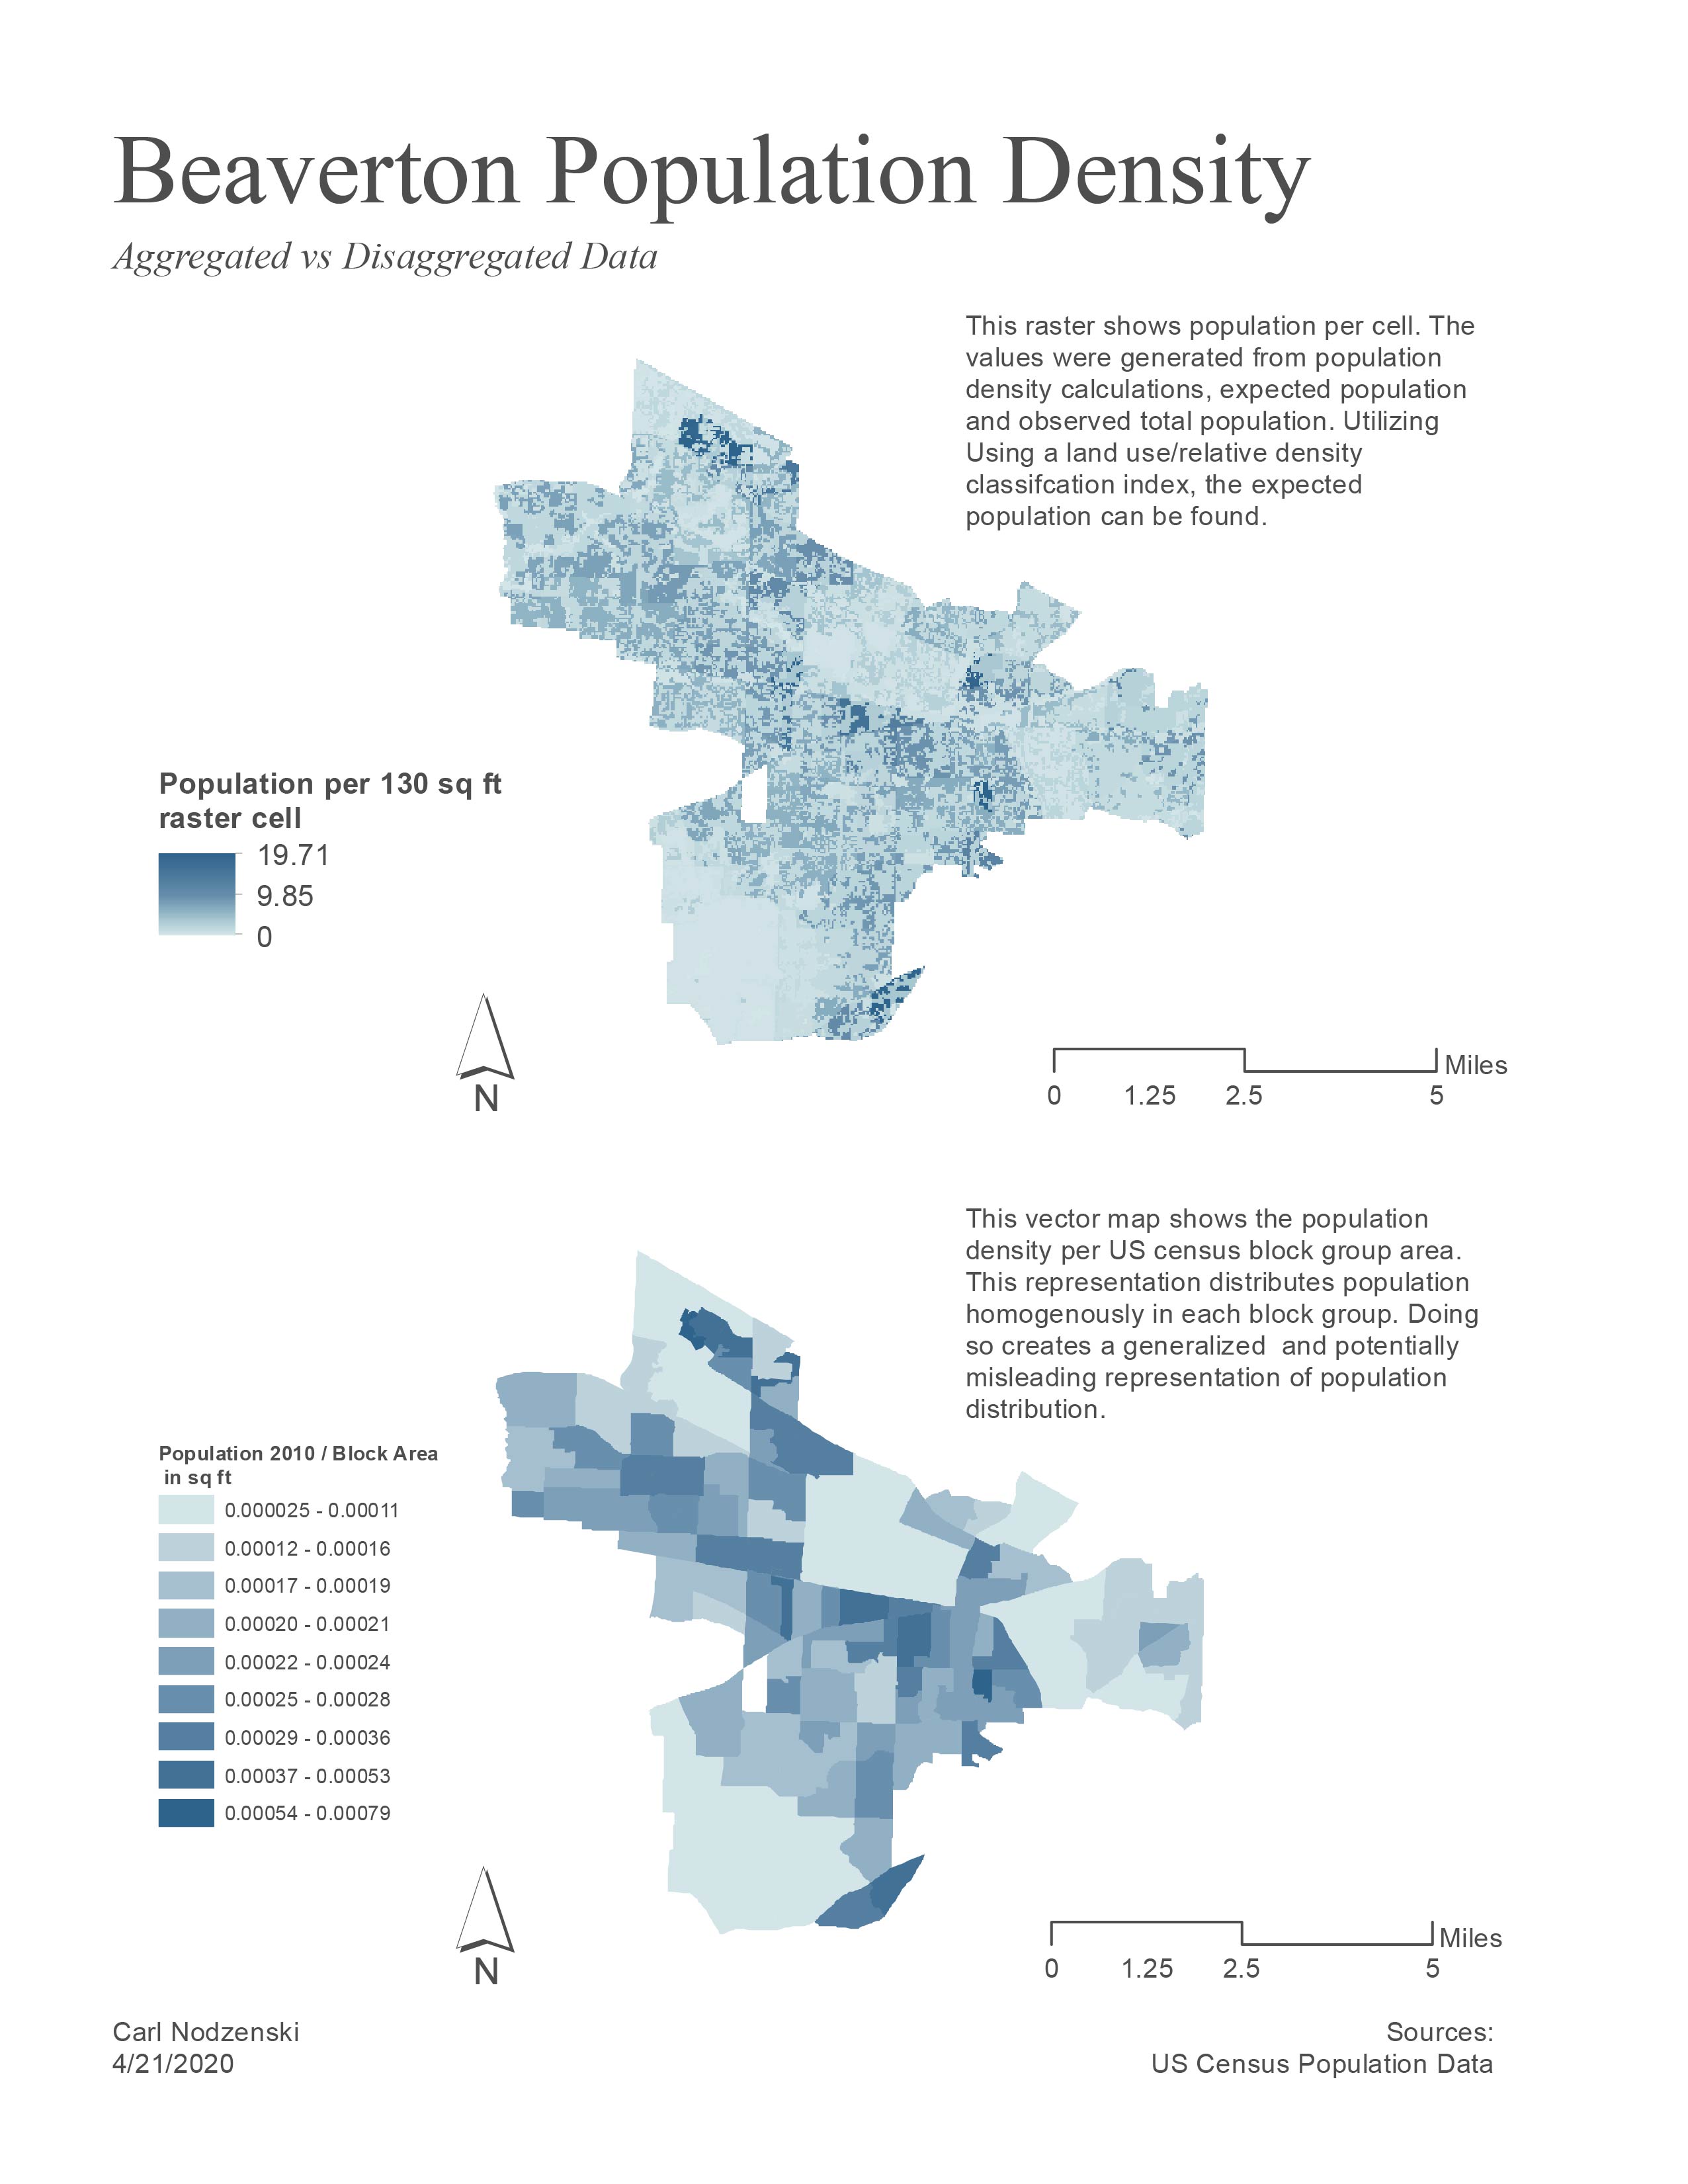 Beaverton Population Density
Aggregated vs Disaggregated Data
This raster shows population per cell. The
values were generated from population
density calculations, expected population
and observed total population. Utilizing
Using a land use/relative density
classifcation index, the expected
population can be found.
Population per 130 sq ft
raster cell
19.71
9.85
0
N
Miles
0 1.25 2.5 5
This vector map shows the population
density per US census block group area.
This representation distributes population
homogenously in each block group. Doing
so creates a generalized  and potentially
misleading representation of population
distribution.
Population 2010 / Block Area
in sq ft
0.000025 - 0.00011
0.00012 - 0.00016
0.00017 - 0.00019
0.00020 - 0.00021
0.00022 - 0.00024
0.00025 - 0.00028
0.00029 - 0.00036
0.00037 - 0.00053
0.00054 - 0.00079
N
Miles
0 1.25 2.5 5
Carl Nodzenski
4/21/2020
Sources:
US Census Population Data